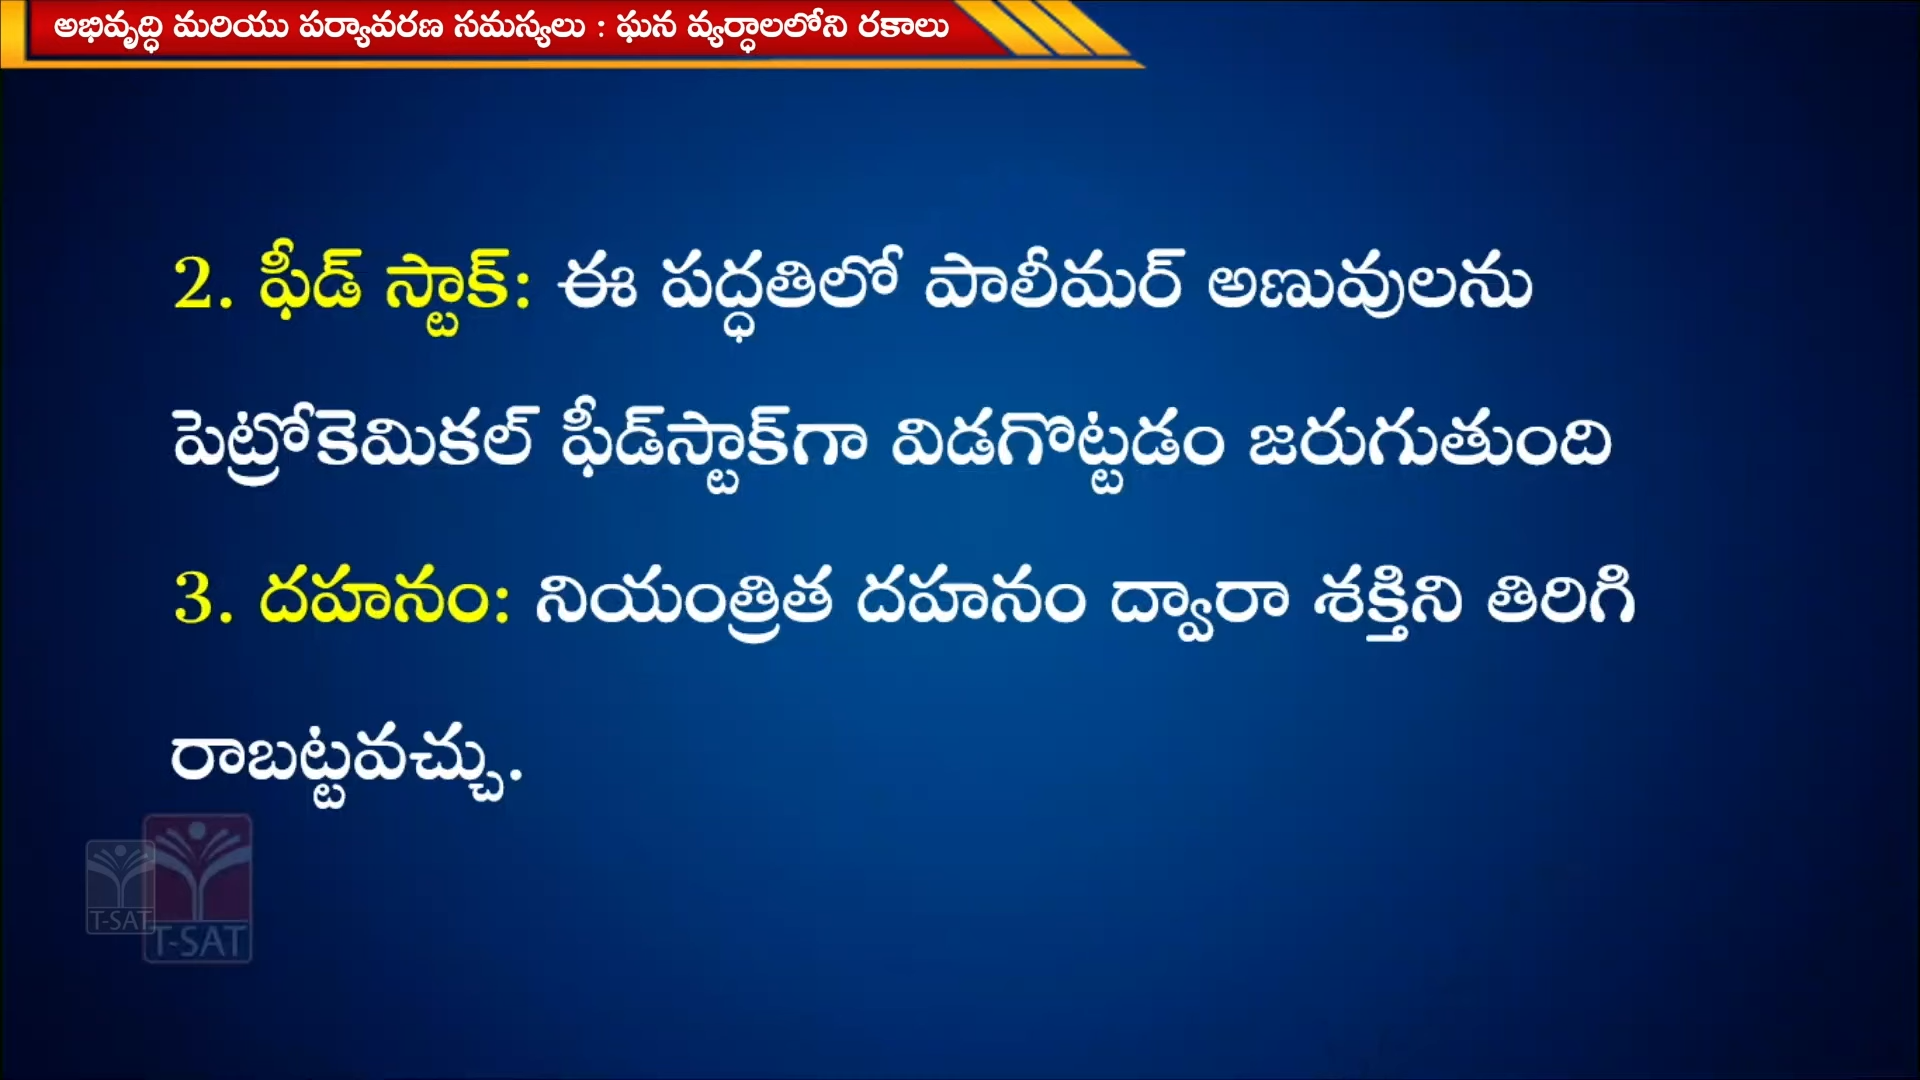 అభివృద్ధి మరియు పర్యావరణ సమస్యలు : ఘన వ్యర్ధాలలోని రకాలు
2. ఫీడ్ స్టాక్: ఈ పద్ధతిలో పాలీమర్ అణువులను
పెట్రోకెమికల్ ఫీడ్‌స్టాక్‌గా విడగొట్టడం జరుగుతుంది
3. దహనం: నియంత్రిత దహనం ద్వారా శక్తిని తిరిగి
రాబట్టవచ్చు.
T-SAT
T-SAT